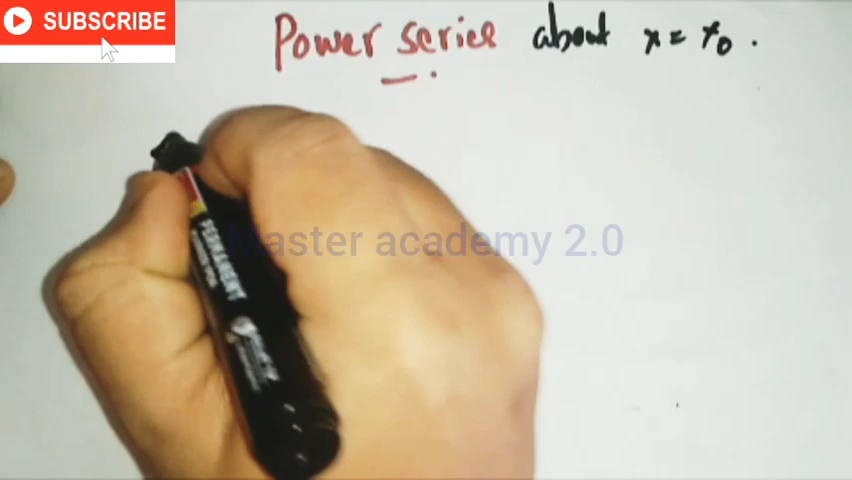 SUBSCRIBE
Power series about x = x₀.
PERMANENT
Master academy 2.0